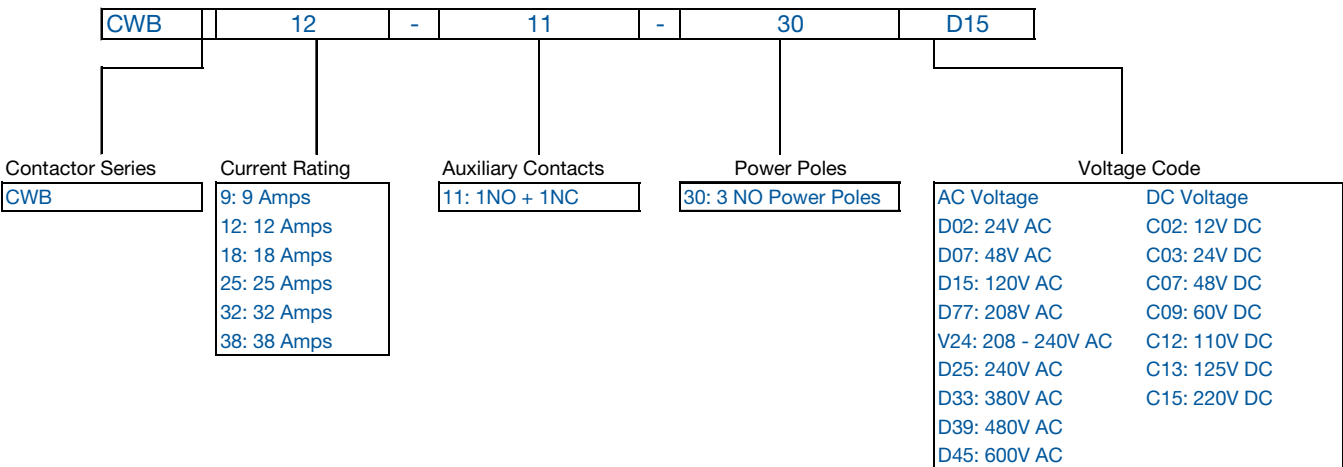 CWB 12 - 11 - 30 D15
Contactor Series
CWB
Current Rating
9: 9 Amps
12: 12 Amps
18: 18 Amps
25: 25 Amps
32: 32 Amps
38: 38 Amps
Auxiliary Contacts
11: 1NO + 1NC
Power Poles
30: 3 NO Power Poles
Voltage Code
AC Voltage
D02: 24V AC
D07: 48V AC
D15: 120V AC
D77: 208V AC
V24: 208 - 240V AC
D25: 240V AC
D33: 380V AC
D39: 480V AC
D45: 600V AC
DC Voltage
C02: 12V DC
C03: 24V DC
C07: 48V DC
C09: 60V DC
C12: 110V DC
C13: 125V DC
C15: 220V DC